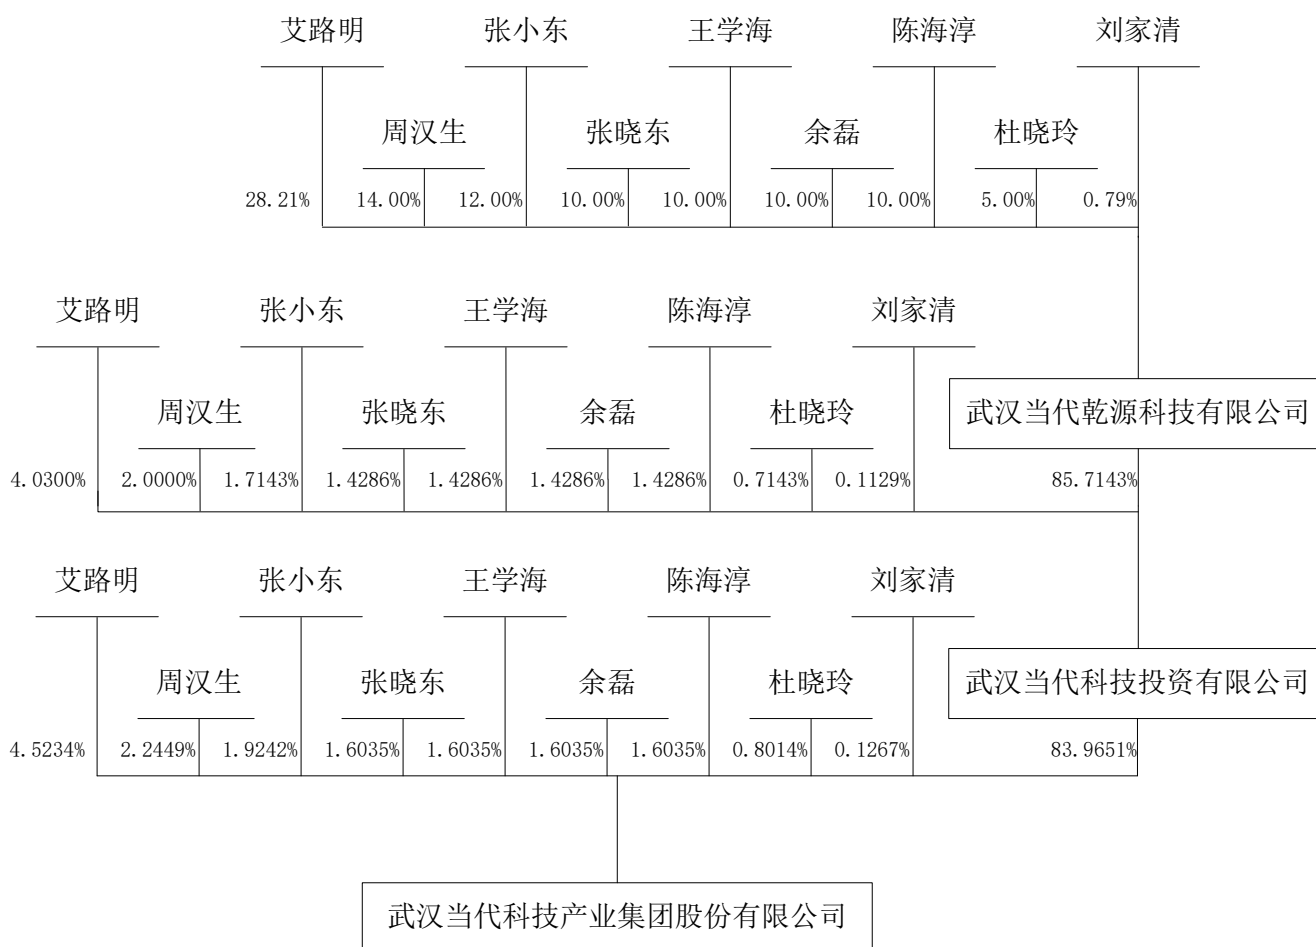 艾路明 张小东 王学海 陈海淳 刘家清
周汉生 张晓东 余磊 杜晓玲
28.21% 14.00% 12.00% 10.00% 10.00% 10.00% 10.00% 5.00% 0.79%
艾路明 张小东 王学海 陈海淳 刘家清
武汉当代乾源科技有限公司
周汉生 张晓东 余磊 杜晓玲
4.0300% 2.0000% 1.7143% 1.4286% 1.4286% 1.4286% 1.4286% 0.7143% 0.1129% 85.7143%
艾路明 张小东 王学海 陈海淳 刘家清
武汉当代科技投资有限公司
周汉生 张晓东 余磊 杜晓玲
4.5234% 2.2449% 1.9242% 1.6035% 1.6035% 1.6035% 1.6035% 0.8014% 0.1267% 83.9651%
武汉当代科技产业集团股份有限公司